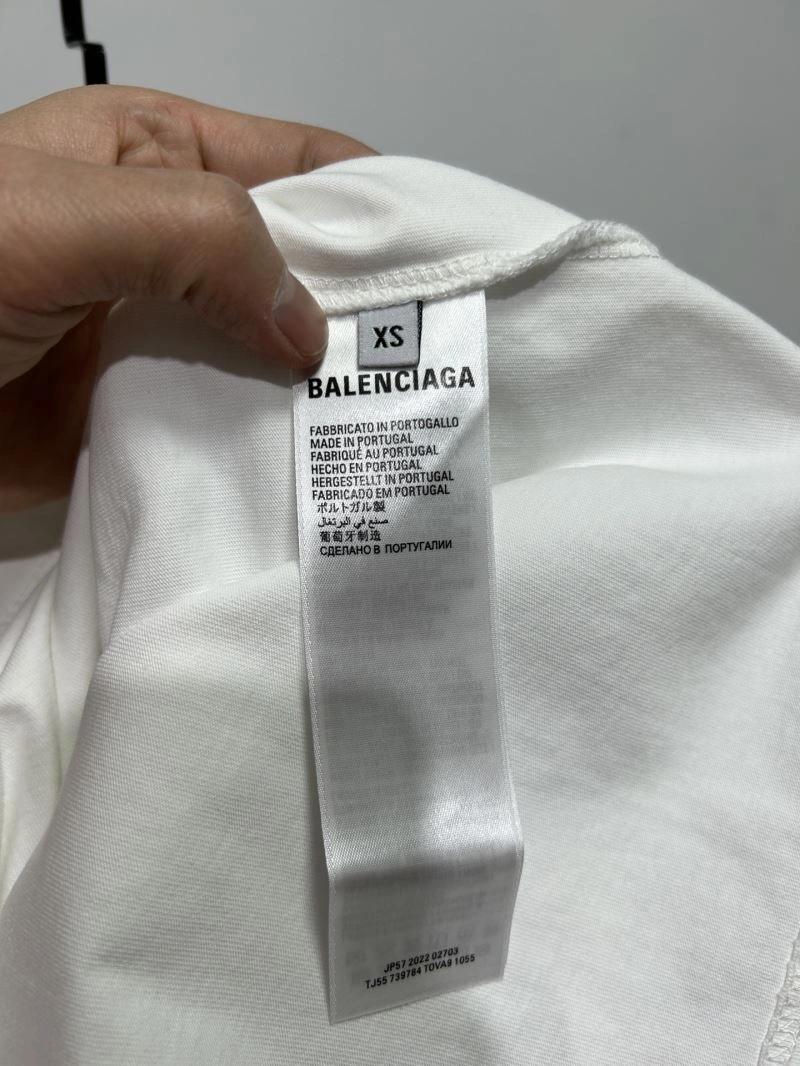 XS
BALENCIAGA
FABBRICATO IN PORTOGALLO
MADE IN PORTUGAL
FABRIQUÉ AU PORTUGAL
HECHO EN PORTUGAL
HERGESTELLT IN PORTUGAL
FABRICADO EM PORTUGAL
ポルトガル製
صنع في البرتغال
葡萄牙制造
СДЕЛАНО В ПОРТУГАЛИИ
JP57 2022 02703
TJ55 739784 TOVA9 1055